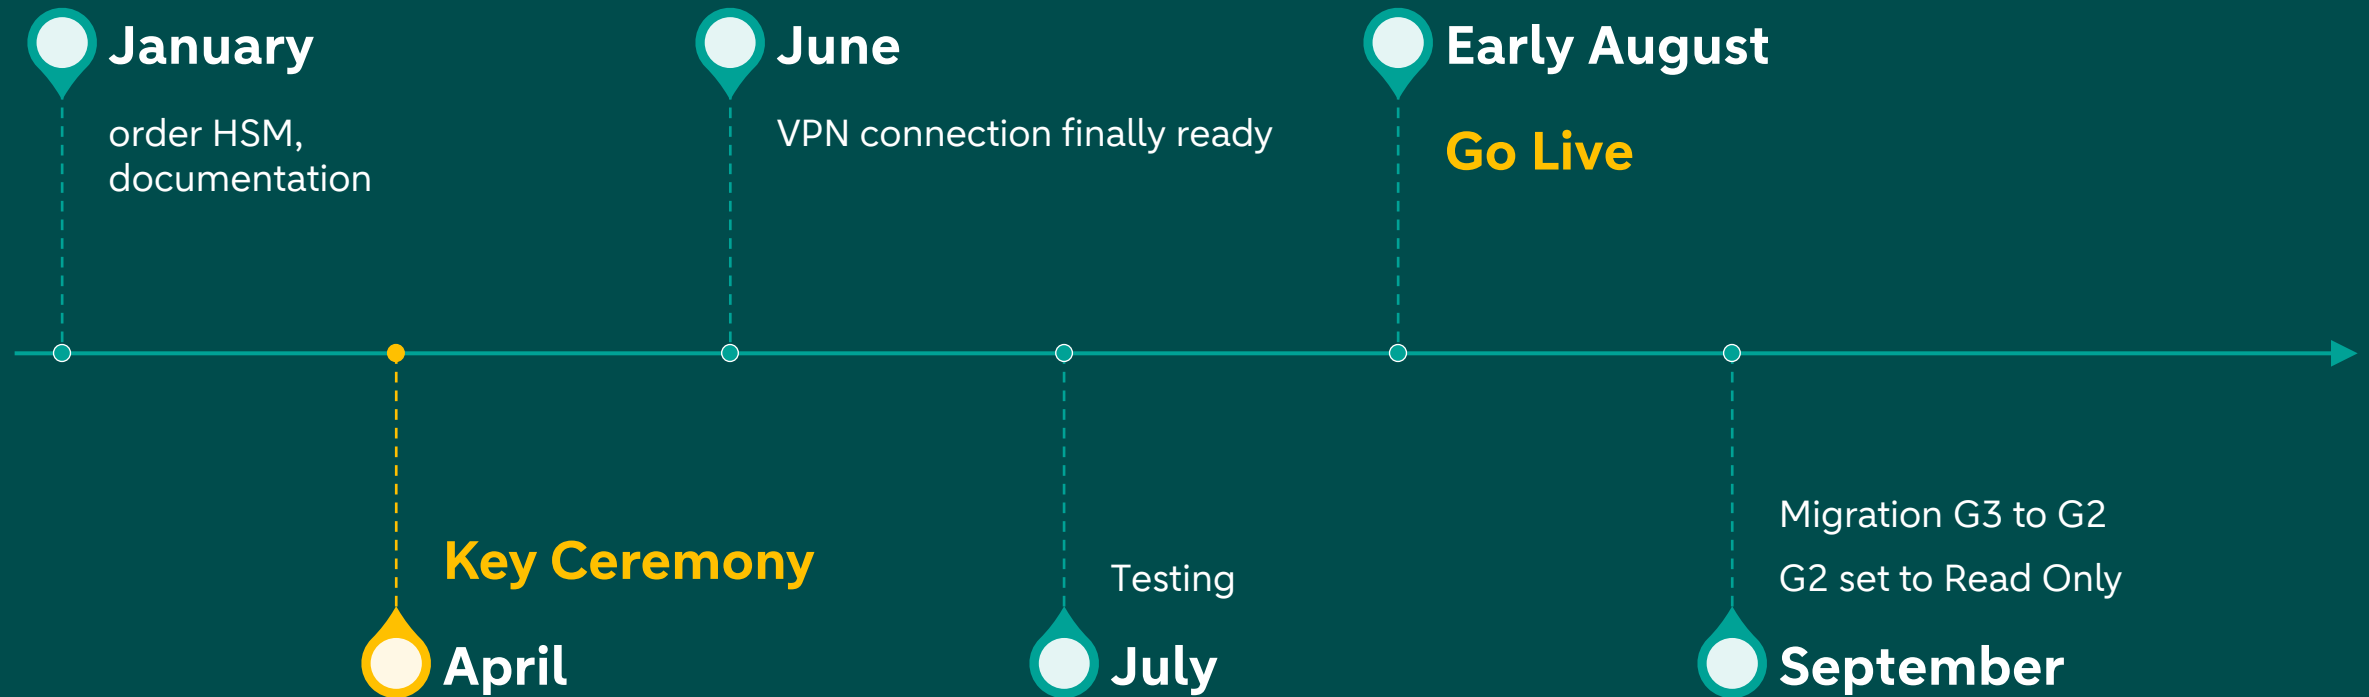 January
order HSM,
documentation
Key Ceremony
April
June
VPN connection finally ready
Testing
July
Early August
Go Live
Migration G3 to G2
G2 set to Read Only
September